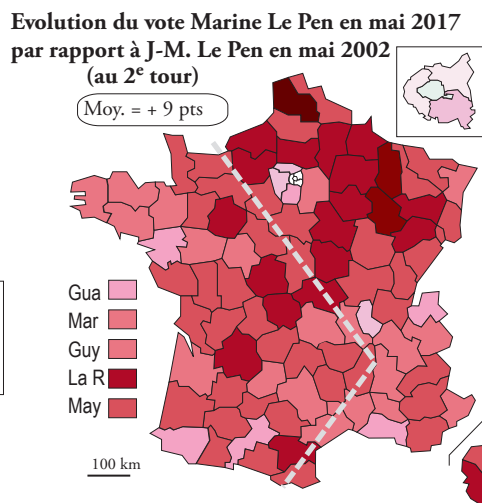 Evolution du vote Marine Le Pen en mai 2017
par rapport à J-M. Le Pen en mai 2002
(au 2e tour)
Moy. = + 9 pts
Gua
Mar
Guy
La R
May
100 km